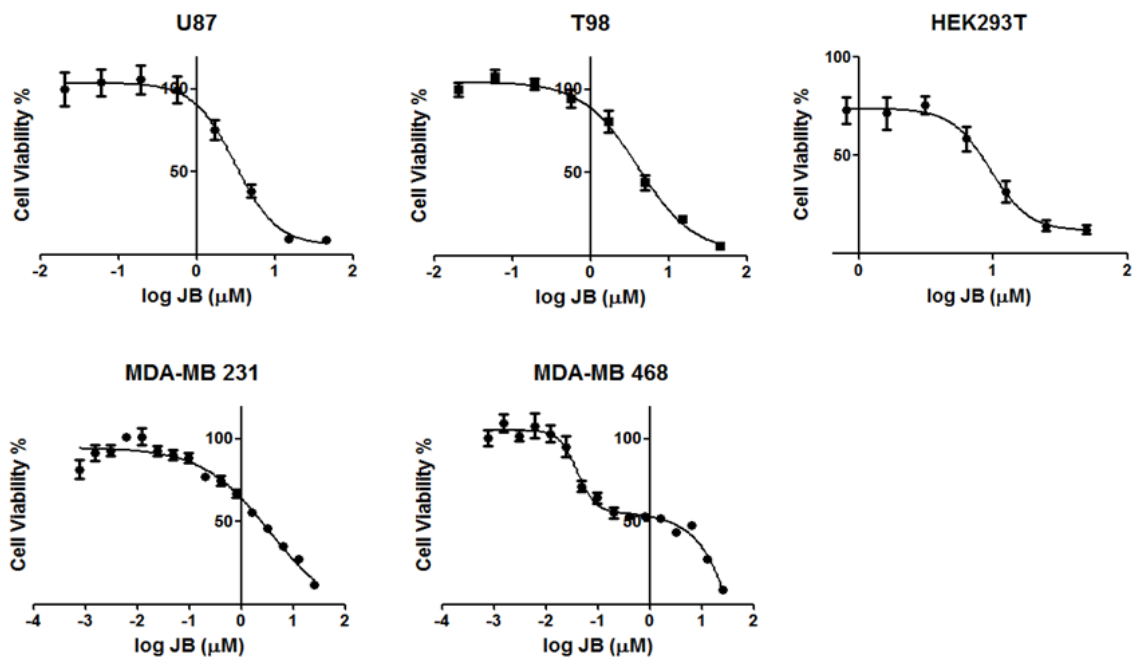 U87
T98
HEK293T
Cell Viability %
100
50
-2
-1
0
1
2
log JB (μM)
Cell Viability %
100
50
-2
-1
0
1
2
log JB (μM)
Cell Viability %
100
50
0
1
2
log JB (μM)
MDA-MB 231
MDA-MB 468
Cell Viability %
100
50
-4
-3
-2
-1
0
1
2
log JB (μM)
Cell Viability %
100
50
-4
-3
-2
-1
0
1
2
log JB (μM)